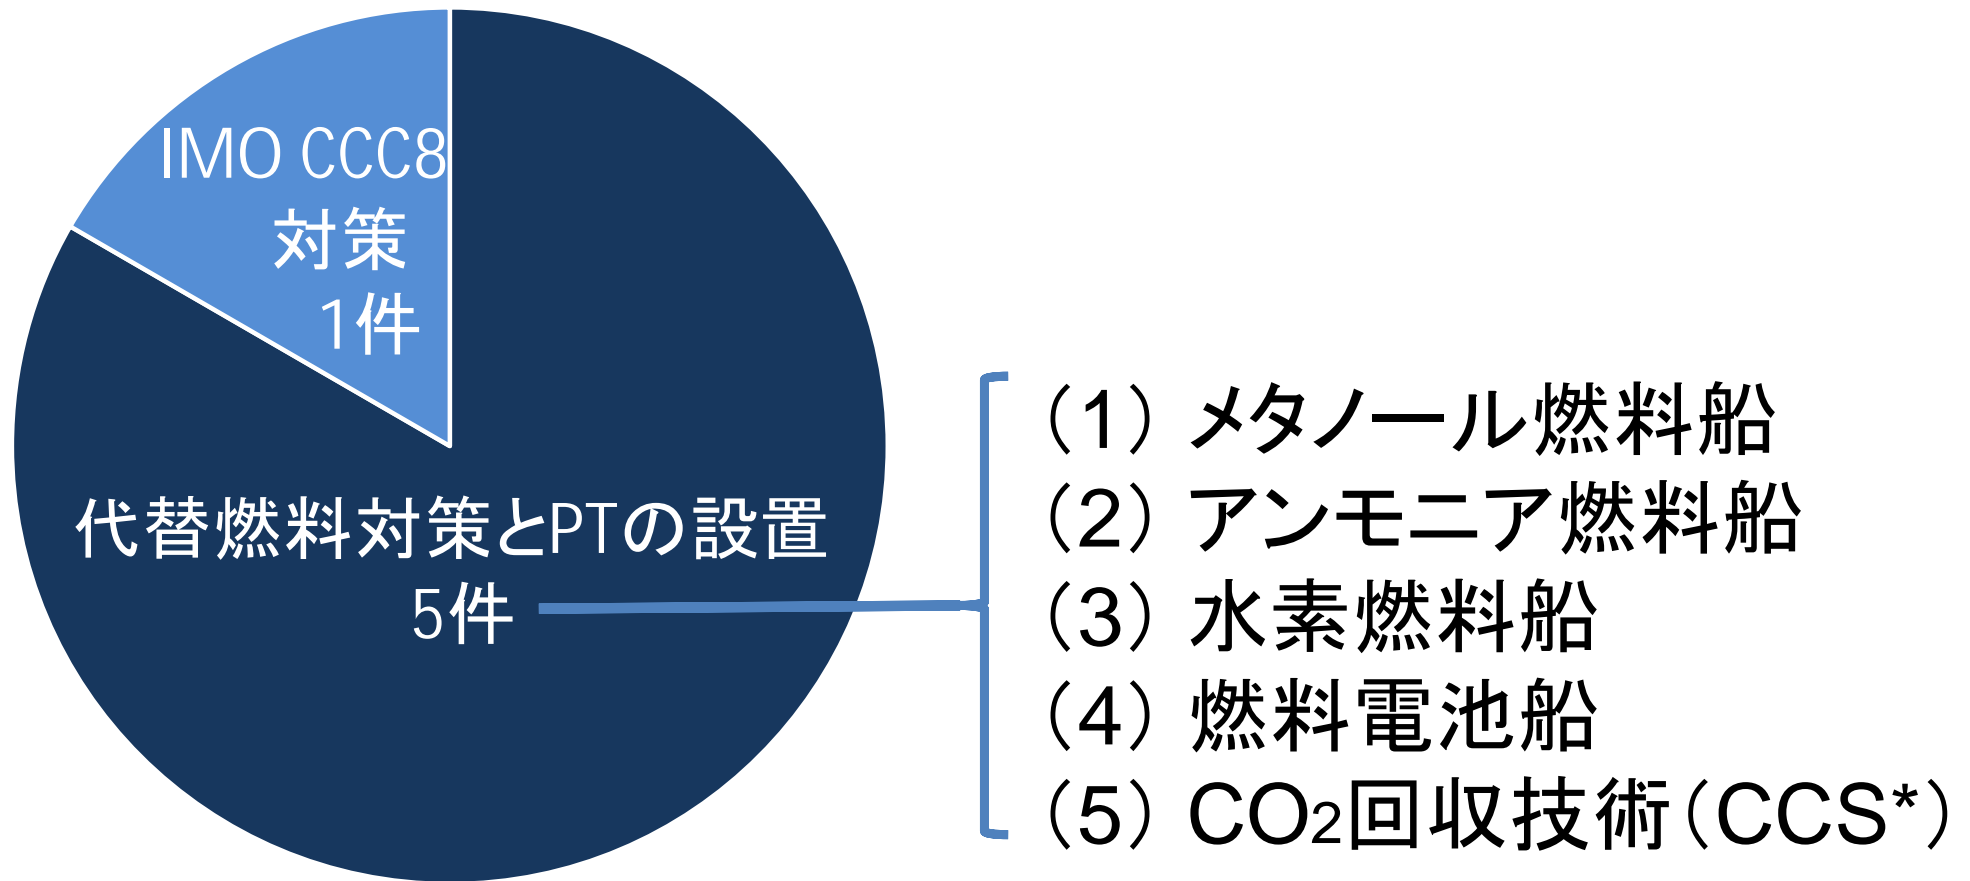 IMO CCC8
対策
1件
代替燃料対策とPTの設置
5件
（1） メタノール燃料船
（2） アンモニア燃料船
（3） 水素燃料船
（4） 燃料電池船
（5） CO₂回収技術（CCS*）